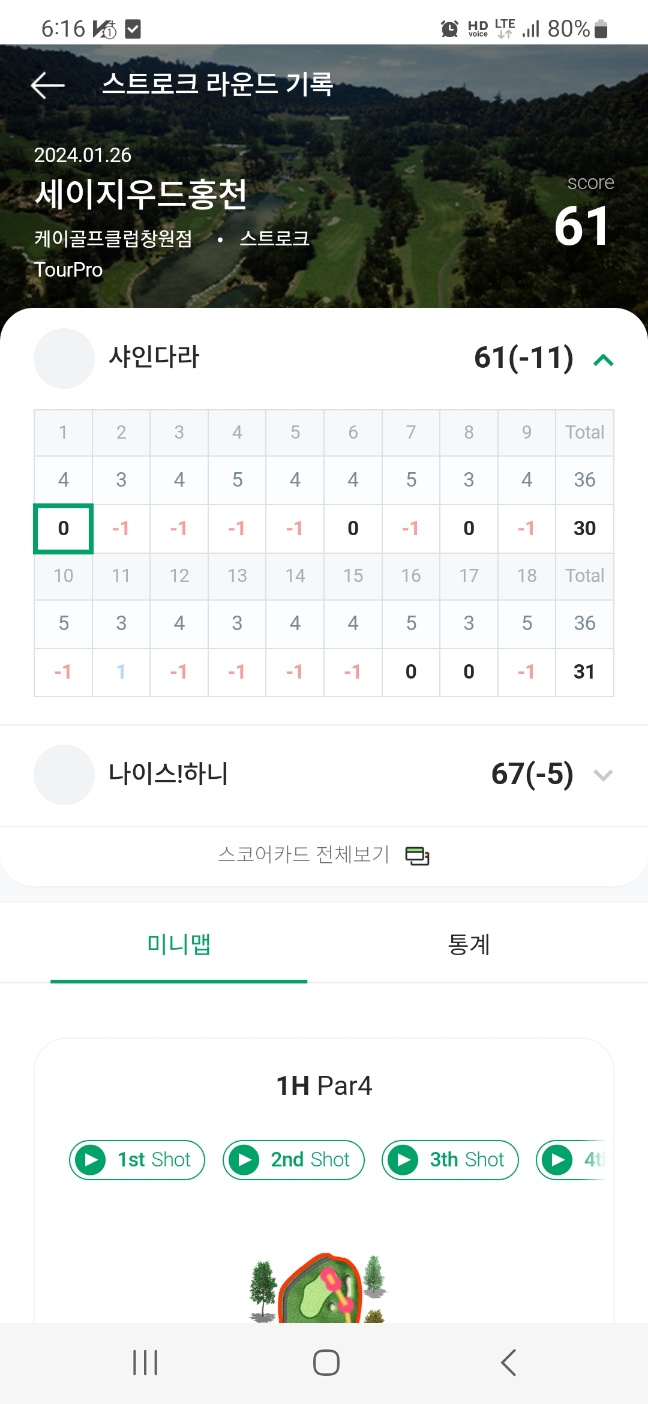 6:16 HD voice LTE 80%
스트로크 라운드 기록
2024.01.26
세이지우드홍천
score
61
케이골프클럽창원점 • 스트로크
TourPro
샤인다라 61(-11)
1 2 3 4 5 6 7 8 9 Total
4 3 4 5 4 4 5 3 4 36
0 -1 -1 -1 -1 0 -1 0 -1 30
10 11 12 13 14 15 16 17 18 Total
5 3 4 3 4 4 5 3 5 36
-1 1 -1 -1 -1 -1 0 0 -1 31
나이스!하니 67(-5)
스코어카드 전체보기
미니맵 통계
1H Par4
1st Shot 2nd Shot 3th Shot